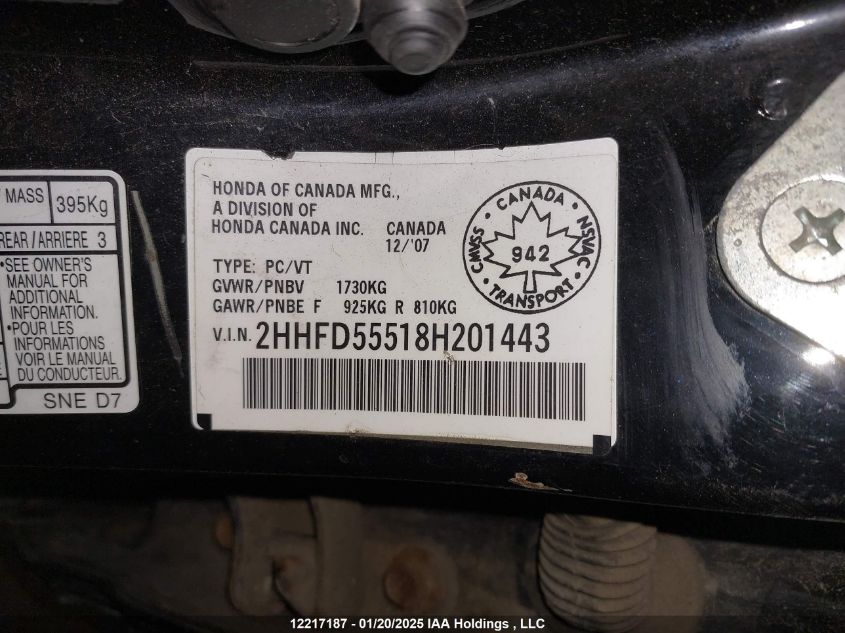 MASS 395Kg
REAR/ARRIERE 3
•SEE OWNER'S
MANUAL FOR
ADDITIONAL
INFORMATION
•POUR LES
INFORMATIONS
VOIR LE MANUEL
DU CONDUCTEUR.
SNE D7
HONDA OF CANADA MFG.,
A DIVISION OF
HONDA CANADA INC. CANADA
12/'07
TYPE: PC/VT
GVWR/PNBV 1730KG
GAWR/PNBE F 925KG R 810KG
V.I.N. 2HHFD55518H201443
CANADA
CMVSS
942
NSVAC
TRANSPORT
12217187 - 01/20/2025 IAA Holdings , LLC